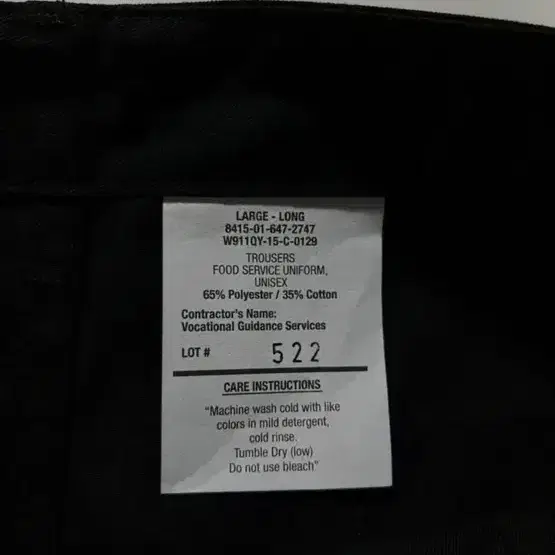 LARGE - LONG
8415-01-647-2747
W911QY-15-C-0129
TROUSERS
FOOD SERVICE UNIFORM,
UNISEX
65% Polyester / 35% Cotton
Contractor's Name:
Vocational Guidance Services
LOT # 522
CARE INSTRUCTIONS
"Machine wash cold with like
colors in mild detergent,
cold rinse.
Tumble Dry (low)
Do not use bleach"